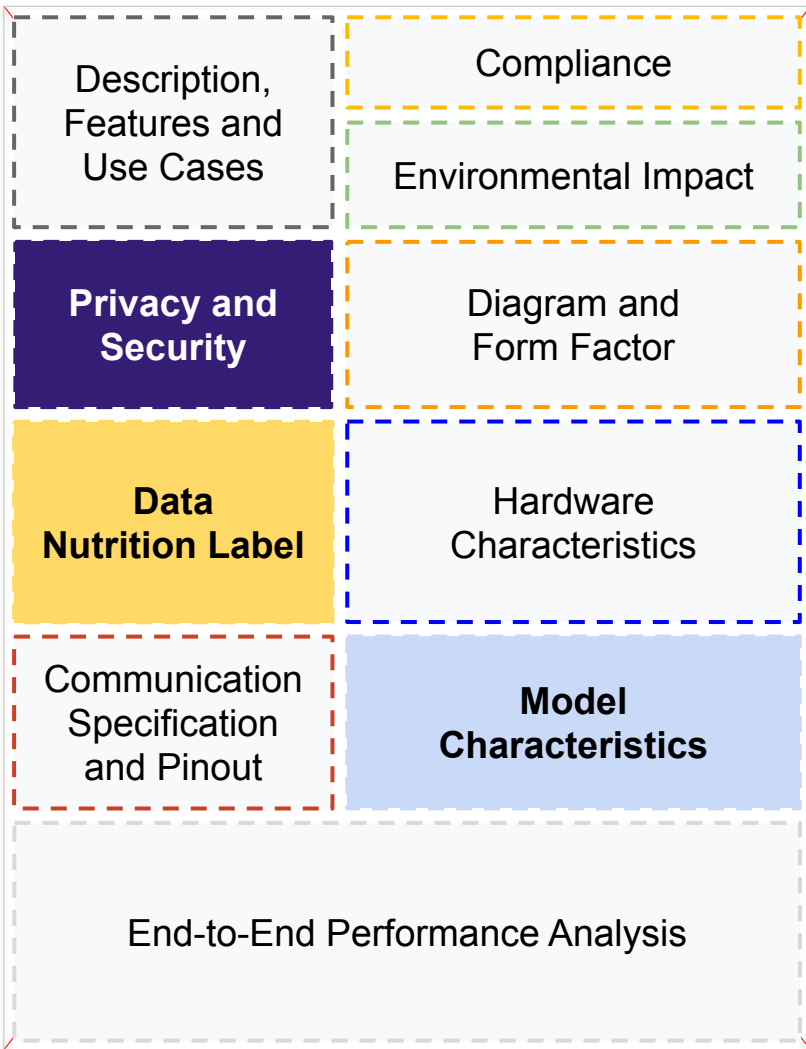 Description,
Features and
Use Cases
Compliance
Environmental Impact
Privacy and
Security
Diagram and
Form Factor
Data
Nutrition Label
Hardware
Characteristics
Communication
Specification
and Pinout
Model
Characteristics
End-to-End Performance Analysis